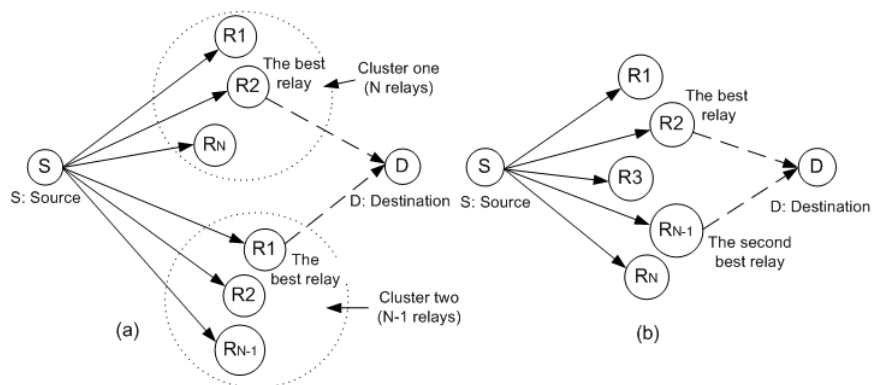 R1
The best
relay
R2
Cluster one
(N relays)
RN
S
S: Source
D
D: Destination
R1
The
best relay
R2
Cluster two
(N-1 relays)
RN-1
(a)
R1
The best
relay
R2
S
S: Source
R3
D
D: Destination
RN-1
The second
best relay
RN
(b)